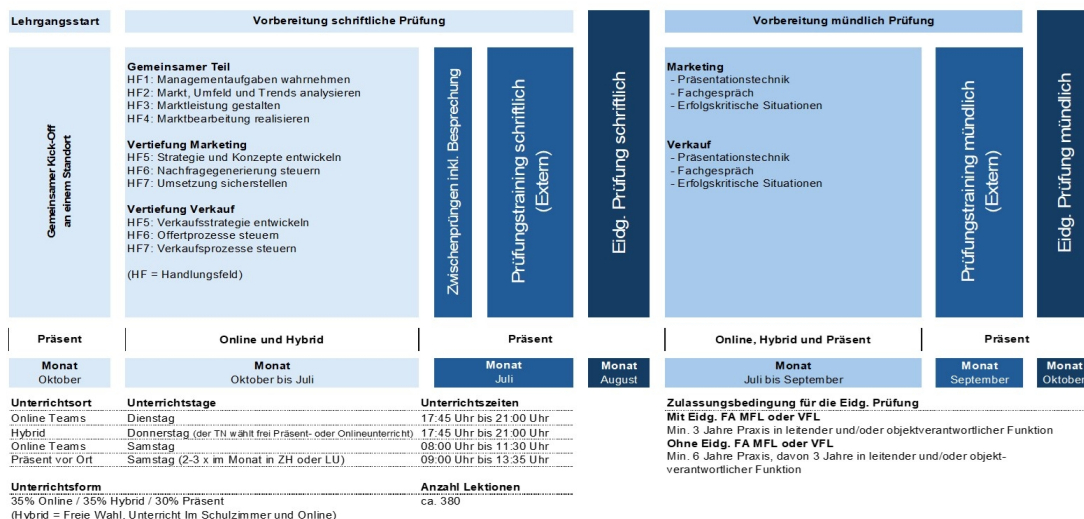 Lehrgangsstart
Vorbereitung schriftliche Prüfung
Vorbereitung mündlich Prüfung
Gemeinsamer Kick-Off
an einem Standort
Gemeinsamer Teil
HF1: Managementaufgaben wahrnehmen
HF2: Markt, Umfeld und Trends analysieren
HF3: Marktleistung gestalten
HF4: Marktbearbeitung realisieren
Vertiefung Marketing
HF5: Strategie und Konzepte entwickeln
HF6: Nachfragegenerierung steuern
HF7: Umsetzung sicherstellen
Vertiefung Verkauf
HF5: Verkaufsstrategie entwickeln
HF6: Offertprozesse steuern
HF7: Verkaufsprozesse steuern
(HF = Handlungsfeld)
Zwischenprüfungen inkl. Besprechung
Prüfungstraining schriftlich
(Extern)
Eidg. Prüfung schriftlich
Marketing
- Präsentationstechnik
- Fachgespräch
- Erfolgskritische Situationen
Verkauf
- Präsentationstechnik
- Fachgespräch
- Erfolgskritische Situationen
Prüfungstraining mündlich
(Extern)
Eidg. Prüfung mündlich
Präsent
Online und Hybrid
Präsent
Online, Hybrid und Präsent
Präsent
Monat
Oktober
Monat
Oktober bis Juli
Monat
Juli
Monat
August
Monat
Juli bis September
Monat
September
Monat
Oktober
Unterrichtsort Unterrichtstage Unterrichtszeiten
Online Teams Dienstag 17:45 Uhr bis 21:00 Uhr
Hybrid Donnerstag (der TN wählt frei Präsent- oder Onlineunterricht) 17:45 Uhr bis 21:00 Uhr
Online Teams Samstag 08:00 Uhr bis 11:30 Uhr
Präsent vor Ort Samstag (2-3 x im Monat in ZH oder LU) 09:00 Uhr bis 13:35 Uhr
Unterrichtsform Anzahl Lektionen
35% Online / 35% Hybrid / 30% Präsent ca. 380
(Hybrid = Freie Wahl, Unterricht Im Schulzimmer und Online)
Zulassungsbedingung für die Eidg. Prüfung
Mit Eidg. FA MFL oder VFL
Min. 3 Jahre Praxis in leitender und/oder objektverantwortlicher Funktion
Ohne Eidg. FA MFL oder VFL
Min. 6 Jahre Praxis, davon 3 Jahre in leitender und/oder objekt-
verantwortlicher Funktion